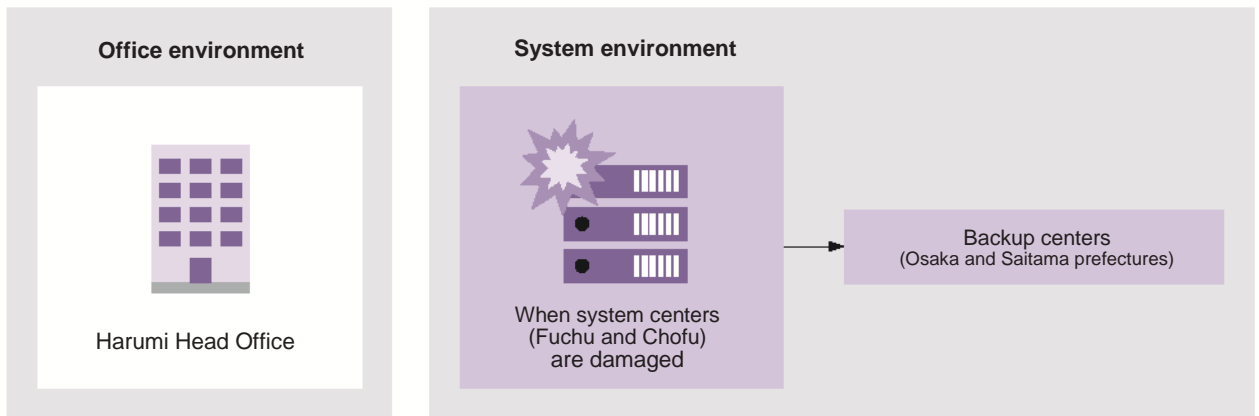 Office environment
Harumi Head Office
System environment
When system centers
(Fuchu and Chofu)
are damaged
Backup centers
(Osaka and Saitama prefectures)